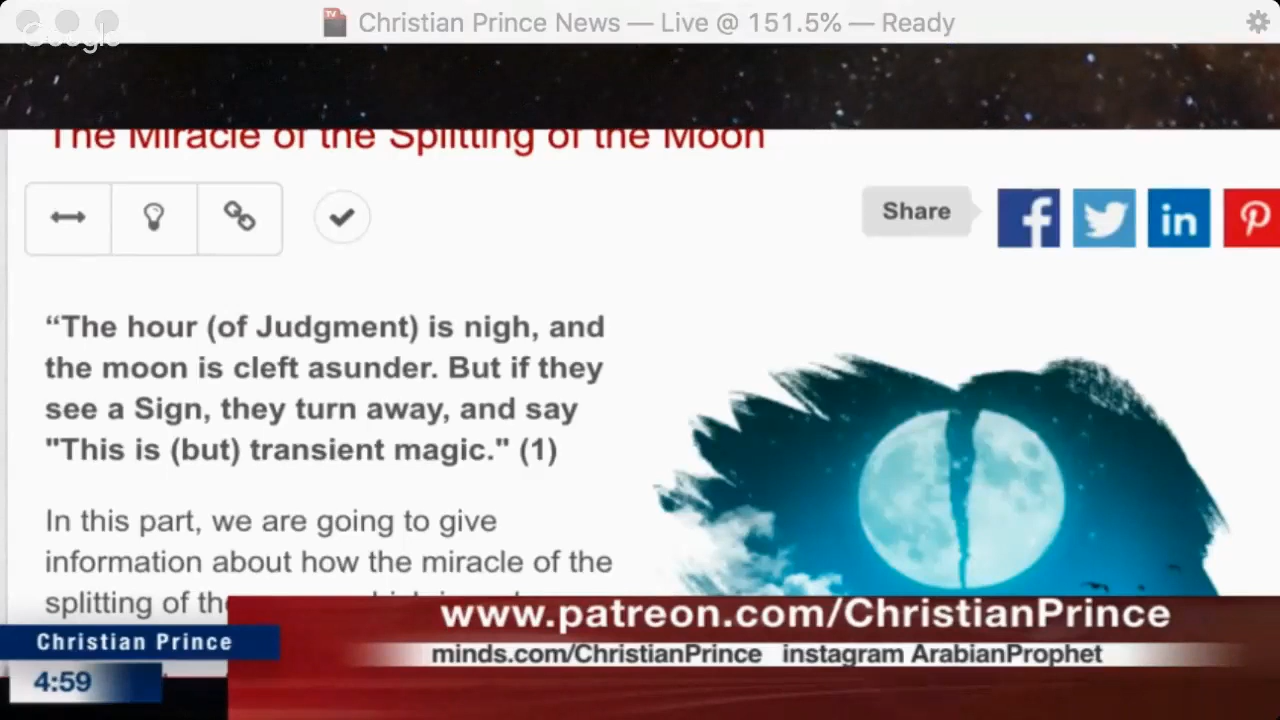 Christian Prince News — Live @ 151.5% — Ready
Google
The Miracle of the Splitting of the Moon
Share
“The hour (of Judgment) is nigh, and
the moon is cleft asunder. But if they
see a Sign, they turn away, and say
"This is (but) transient magic." (1)
In this part, we are going to give
information about how the miracle of the
splitting of the
www.patreon.com/ChristianPrince
Christian Prince
minds.com/ChristianPrince instagram ArabianProphet
4:59